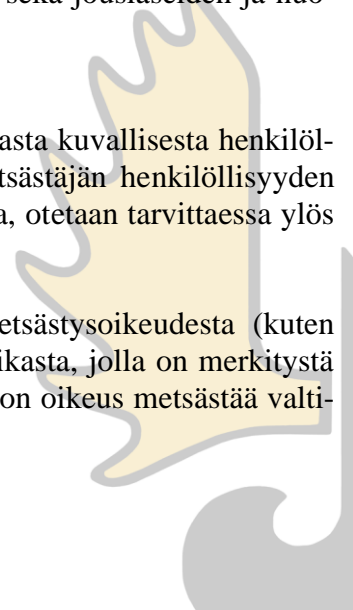 sekä jousiaseiden ja nuo-
asta kuvallisesta henkilöl-
tsästäjän henkilöllisyyden
a, otetaan tarvittaessa ylös
etsästysoikeudesta (kuten
ikasta, jolla on merkitystä
on oikeus metsästää valti-